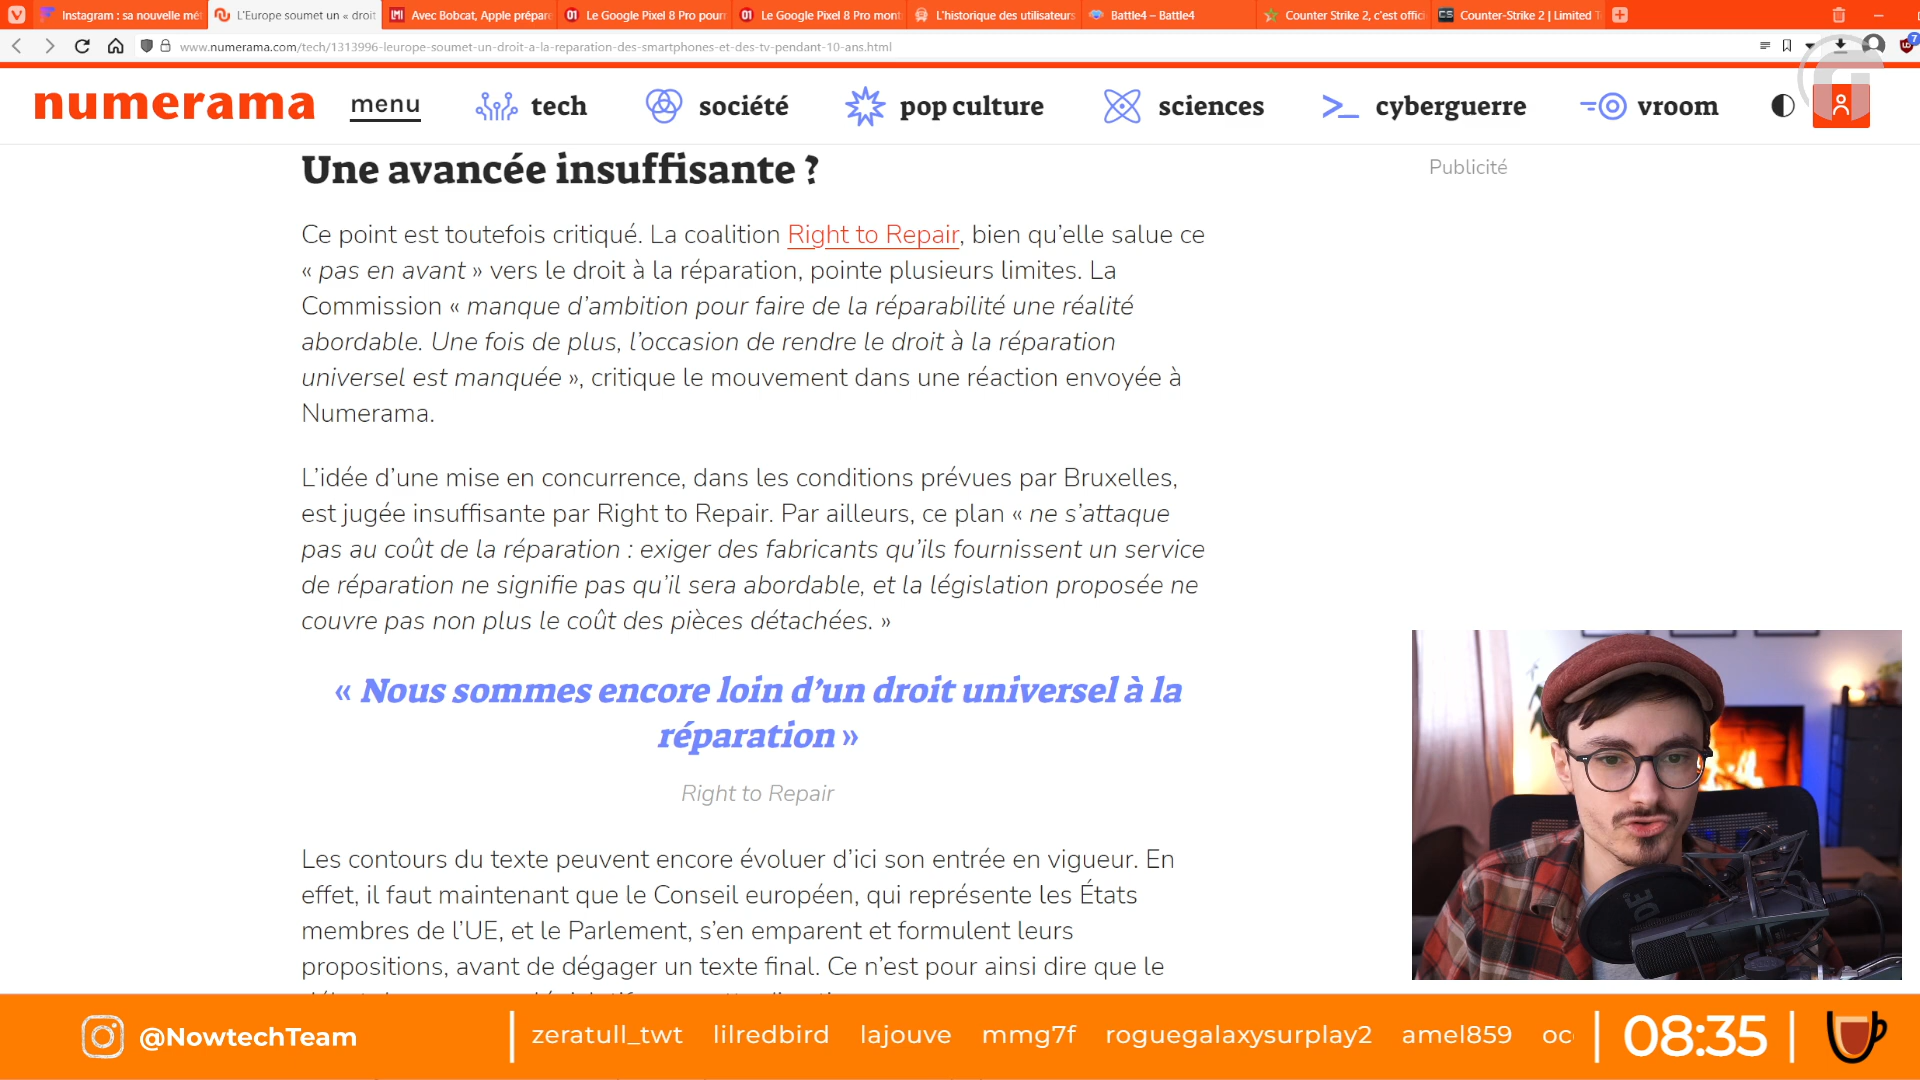 Instagram : sa nouvelle mét
L'Europe soumet un « droit
Avec Bobcat, Apple prépare
Le Google Pixel 8 Pro pourr
Le Google Pixel 8 Pro mont
L'historique des utilisateurs
Battle4 – Battle4
Counter Strike 2, c'est offici
Counter-Strike 2 | Limited T
www.numerama.com/tech/1313996-leurope-soumet-un-droit-a-la-reparation-des-smartphones-et-des-tv-pendant-10-ans.html
7
numerama
menu
tech
société
pop culture
sciences
cyberguerre
vroom
Une avancée insuffisante ?
Publicité
Ce point est toutefois critiqué. La coalition Right to Repair, bien qu'elle salue ce
« pas en avant » vers le droit à la réparation, pointe plusieurs limites. La
Commission « manque d'ambition pour faire de la réparabilité une réalité
abordable. Une fois de plus, l'occasion de rendre le droit à la réparation
universel est manquée », critique le mouvement dans une réaction envoyée à
Numerama.
L'idée d'une mise en concurrence, dans les conditions prévues par Bruxelles,
est jugée insuffisante par Right to Repair. Par ailleurs, ce plan « ne s'attaque
pas au coût de la réparation : exiger des fabricants qu'ils fournissent un service
de réparation ne signifie pas qu'il sera abordable, et la législation proposée ne
couvre pas non plus le coût des pièces détachées. »
« Nous sommes encore loin d'un droit universel à la
réparation »
Right to Repair
Les contours du texte peuvent encore évoluer d'ici son entrée en vigueur. En
effet, il faut maintenant que le Conseil européen, qui représente les États
membres de l'UE, et le Parlement, s'en emparent et formulent leurs
propositions, avant de dégager un texte final. Ce n'est pour ainsi dire que le
RØDE
@NowtechTeam
zeratull_twt lilredbird lajouve mmg7f roguegalaxysurplay2 amel859 oc
08:35